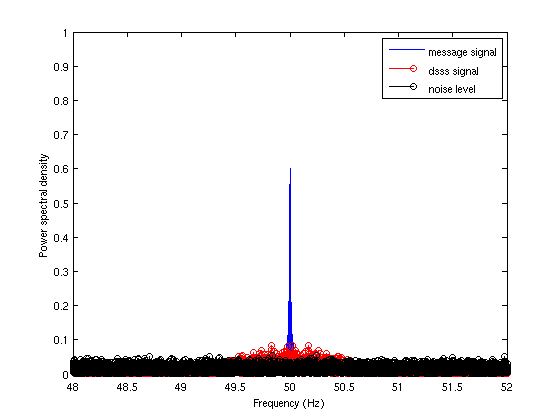 1
0.9
0.8
0.7
0.6
0.5
0.4
0.3
0.2
0.1
0
Power spectral density
message signal
dsss signal
noise level
48 48.5 49 49.5 50 50.5 51 51.5 52
Frequency (Hz)